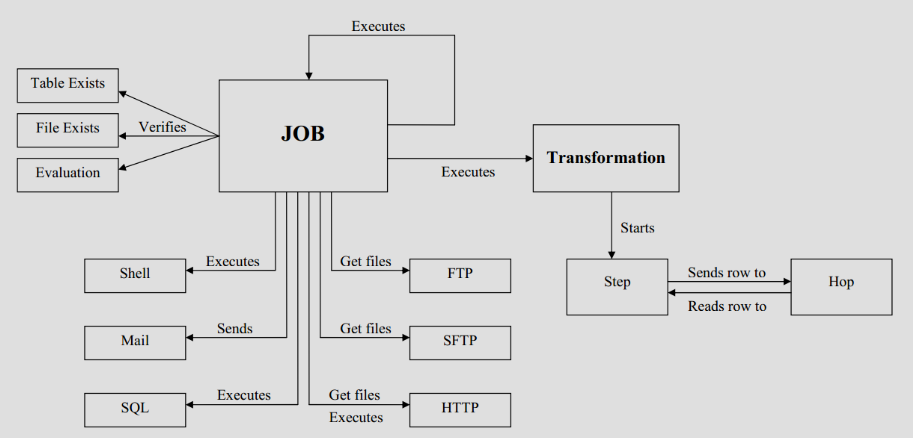 Executes
Table Exists
File Exists
Evaluation
Verifies
JOB
Executes
Transformation
Starts
Shell
Executes
Get files
FTP
Step
Sends row to
Reads row to
Hop
Mail
Sends
Get files
SFTP
SQL
Executes
Get files
Executes
HTTP